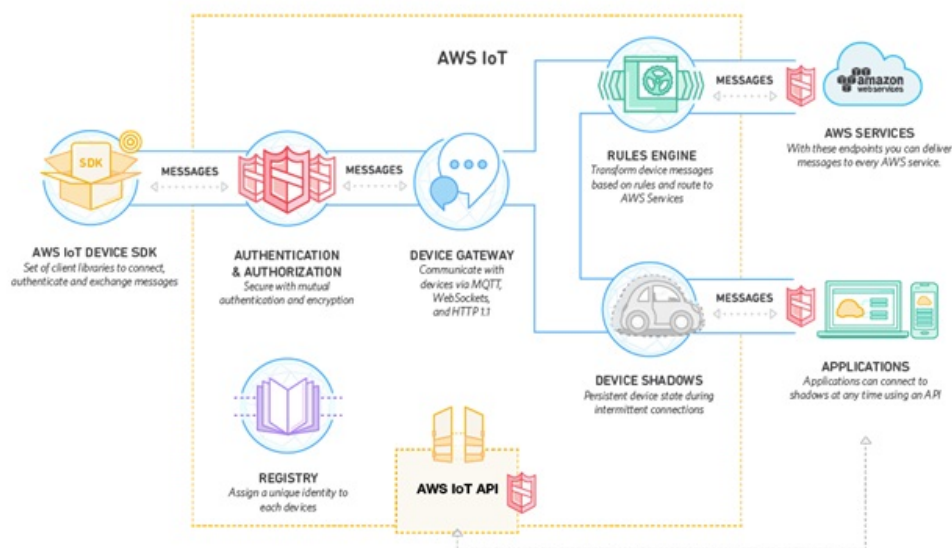 AWS IoT
SDK
MESSAGES
MESSAGES
MESSAGES
amazon
webservices
AWS SERVICES
With these endpoints you can deliver
messages to every AWS service.
RULES ENGINE
Transform device messages
based on rules and route to
AWS Services
AWS IoT DEVICE SDK
Set of client libraries to connect,
authenticate and exchange messages
AUTHENTICATION
& AUTHORIZATION
Secure with mutual
authentication and encryption
DEVICE GATEWAY
Communicate with
devices via MQTT,
WebSockets,
and HTTP 1.1
MESSAGES
DEVICE SHADOWS
Persistent device state during
intermittent connections
APPLICATIONS
Applications can connect to
shadows at any time using an API
REGISTRY
Assign a unique identity to
each devices
AWS IoT API